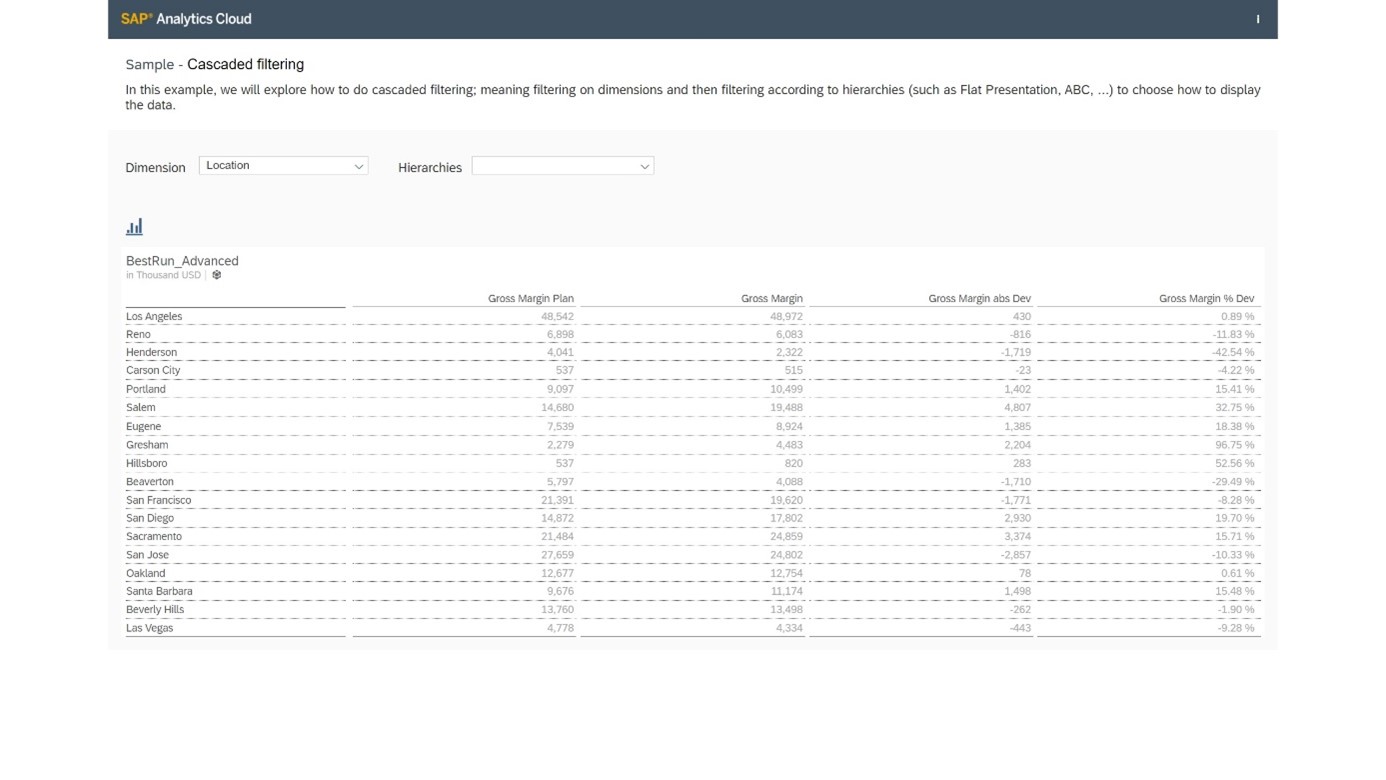 SAP® Analytics Cloud
Sample - Cascaded filtering
In this example, we will explore how to do cascaded filtering; meaning filtering on dimensions and then filtering according to hierarchies (such as Flat Presentation, ABC, ...) to choose how to display
the data.
Dimension Location Hierarchies
BestRun_Advanced
in Thousand USD |
Gross Margin Plan Gross Margin Gross Margin abs Dev Gross Margin % Dev
Los Angeles 48,542 48,972 430 0.89 %
Reno 6,898 6,083 -816 -11.83 %
Henderson 4,041 2,322 -1,719 -42.54 %
Carson City 537 515 -23 -4.22 %
Portland 9,097 10,499 1,402 15.41 %
Salem 14,680 19,488 4,807 32.75 %
Eugene 7,539 8,924 1,385 18.38 %
Gresham 2,279 4,483 2,204 96.75 %
Hillsboro 537 820 283 52.56 %
Beaverton 5,797 4,088 -1,710 -29.49 %
San Francisco 21,391 19,620 -1,771 -8.28 %
San Diego 14,872 17,802 2,930 19.70 %
Sacramento 21,484 24,859 3,374 15.71 %
San Jose 27,659 24,802 -2,857 -10.33 %
Oakland 12,677 12,754 78 0.61 %
Santa Barbara 9,676 11,174 1,498 15.48 %
Beverly Hills 13,760 13,498 -262 -1.90 %
Las Vegas 4,778 4,334 -443 -9.28 %